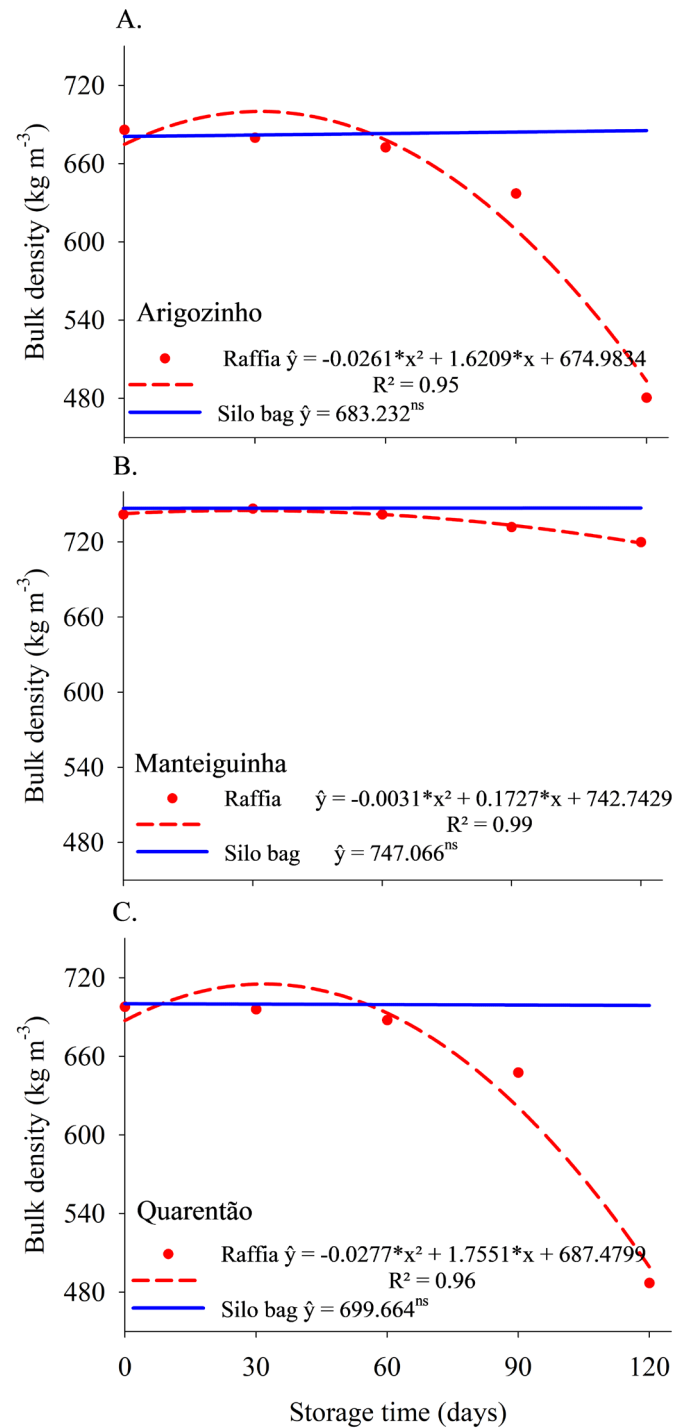 A.
Bulk density (kg m⁻³)
720
660
600
540
480
Arigozinho
Raffia ŷ = -0.0261*x² + 1.6209*x + 674.9834
R² = 0.95
Silo bag ŷ = 683.232ⁿˢ
B.
Bulk density (kg m⁻³)
720
660
600
540
480
Manteiguinha
Raffia ŷ = -0.0031*x² + 0.1727*x + 742.7429
R² = 0.99
Silo bag ŷ = 747.066ⁿˢ
C.
Bulk density (kg m⁻³)
720
660
600
540
480
Quarentão
Raffia ŷ = -0.0277*x² + 1.7551*x + 687.4799
R² = 0.96
Silo bag ŷ = 699.664ⁿˢ
0 30 60 90 120
Storage time (days)